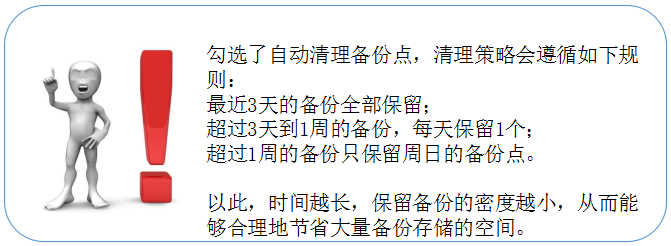 勾选了自动清理备份点，清理策略会遵循如下规
则：
最近3天的备份全部保留；
超过3天到1周的备份，每天保留1个；
超过1周的备份只保留周日的备份点。
以此，时间越长，保留备份的密度越小，从而能
够合理地节省大量备份存储的空间。